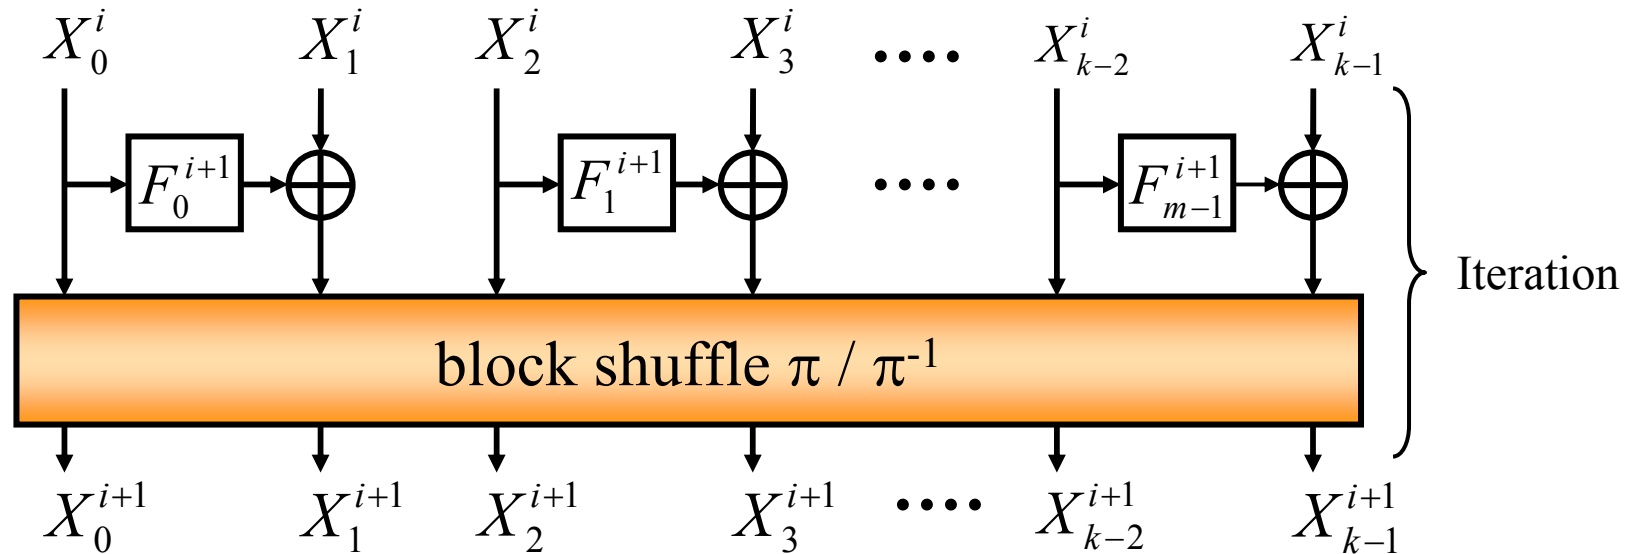 X_0^i X_1^i X_2^i X_3^i •••• X_{k-2}^i X_{k-1}^i
F_0^{i+1} F_1^{i+1} •••• F_{m-1}^{i+1}
Iteration
block shuffle π / π^{-1}
X_0^{i+1} X_1^{i+1} X_2^{i+1} X_3^{i+1} •••• X_{k-2}^{i+1} X_{k-1}^{i+1}